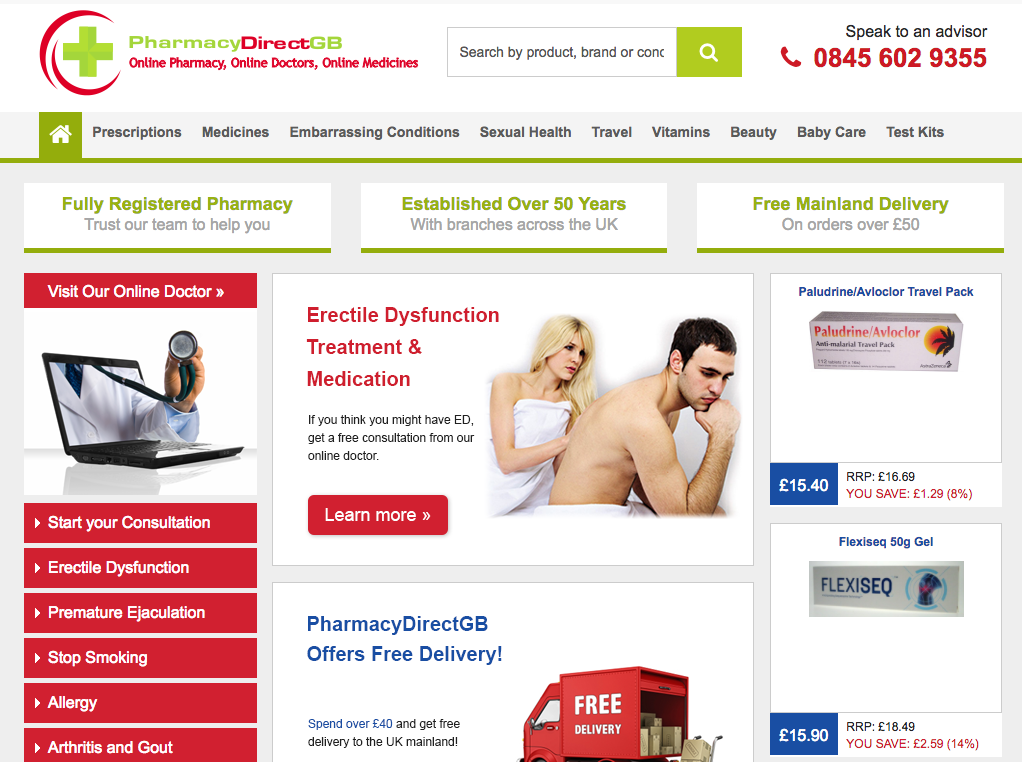 PharmacyDirectGB
Online Pharmacy, Online Doctors, Online Medicines
Search by product, brand or conc
Speak to an advisor
0845 602 9355
Prescriptions Medicines Embarrassing Conditions Sexual Health Travel Vitamins Beauty Baby Care Test Kits
Fully Registered Pharmacy
Trust our team to help you
Established Over 50 Years
With branches across the UK
Free Mainland Delivery
On orders over £50
Visit Our Online Doctor »
Start your Consultation
Erectile Dysfunction
Premature Ejaculation
Stop Smoking
Allergy
Arthritis and Gout
Erectile Dysfunction
Treatment &
Medication
If you think you might have ED,
get a free consultation from our
online doctor.
Learn more »
PharmacyDirectGB
Offers Free Delivery!
Spend over £40 and get free
delivery to the UK mainland!
FREE
DELIVERY
Paludrine/Avloclor Travel Pack
Paludrine/Avloclor
Anti-malarial Travel Pack
£15.40
RRP: £16.69
YOU SAVE: £1.29 (8%)
Flexiseq 50g Gel
FLEXISEQ
£15.90
RRP: £18.49
YOU SAVE: £2.59 (14%)